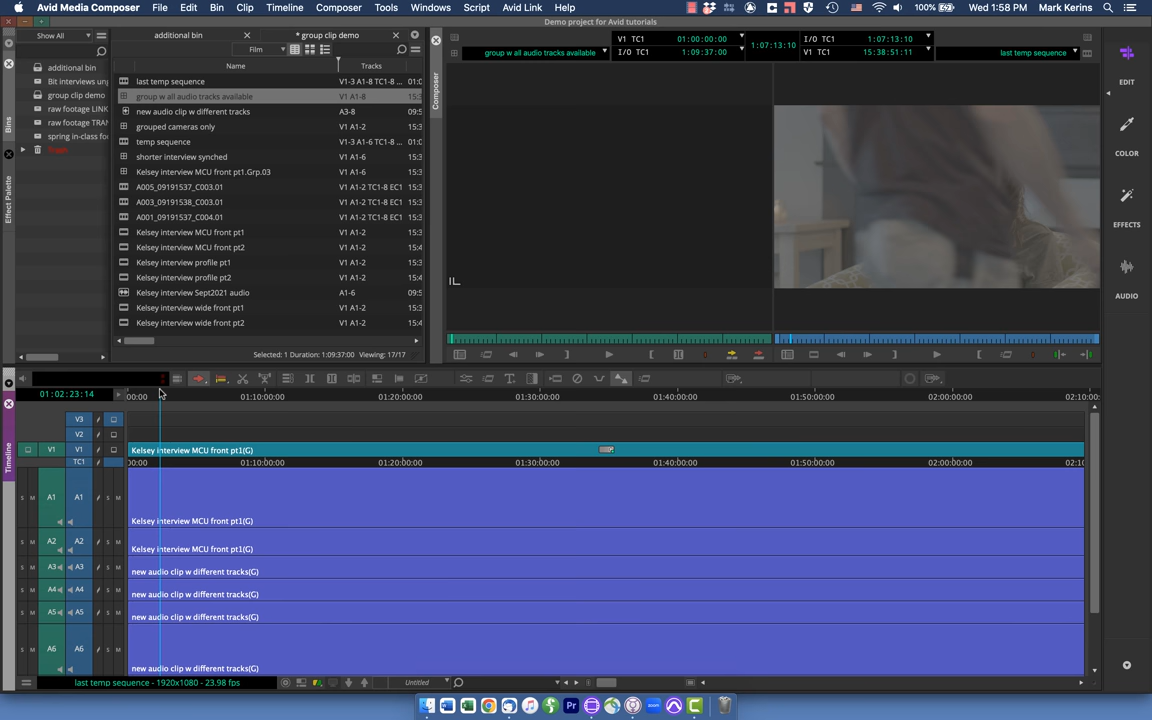 Avid Media Composer File Edit Bin Clip Timeline Composer Tools Windows Script Avid Link Help
100% Wed 1:58 PM Mark Kerins
Demo project for Avid tutorials
Show All
additional bin
* group clip demo
Film
Name Tracks
Bins
Effect Palette
additional bin
Bit interviews ung
group clip demo
raw footage LINK
raw footage TRAN
spring in-class foo
last temp sequence V1-3 A1-8 TC1-8 ... 01:0
group w all audio tracks available V1 A1-8 15:3
new audio clip w different tracks A3-8 09:5
grouped cameras only V1 A1-2 15:3
temp sequence V1-3 A1-6 TC1-8 ... 01:0
shorter interview synched V1 A1-6 15:3
Kelsey interview MCU front pt1.Grp.03 V1 A1-6 15:3
A005_09191537_C003.01 V1 A1-2 TC1-8 EC1 15:3
A003_09191538_C003.01 V1 A1-2 TC1-8 EC1 15:3
A001_09191537_C004.01 V1 A1-2 TC1-8 EC1 15:3
Kelsey interview MCU front pt1 V1 A1-2 15:3
Kelsey interview MCU front pt2 V1 A1-2 15:4
Kelsey interview profile pt1 V1 A1-2 15:3
Kelsey interview profile pt2 V1 A1-2 15:4
Kelsey interview Sept2021 audio A1-6 09:5
Kelsey interview wide front pt1 V1 A1-2 15:3
Kelsey interview wide front pt2 V1 A1-2 15:4
Selected: 1 Duration: 1:09:37:00 Viewing: 17/17
Composer
group w all audio tracks available
V1 TC1 01:00:00:00
I/O TC1 1:09:37:00
1:07:13:10
I/O TC1 1:07:13:10
V1 TC1 15:38:51:11
last temp sequence
EDIT
COLOR
EFFECTS
AUDIO
01:02:23:14
00:00 01:10:00:00 01:20:00:00 01:30:00:00 01:40:00:00 01:50:00:00 02:00:00:00 02:10:00:
Timeline
V3
V2
V1 V1 Kelsey interview MCU front pt1(G)
TC1 00:00 01:10:00:00 01:20:00:00 01:30:00:00 01:40:00:00 01:50:00:00 02:00:00:00 02:10
S M A1 A1 S M Kelsey interview MCU front pt1(G)
S M A2 A2 S M Kelsey interview MCU front pt1(G)
S M A3 A3 S M new audio clip w different tracks(G)
S M A4 A4 S M new audio clip w different tracks(G)
S M A5 A5 S M new audio clip w different tracks(G)
S M A6 A6 S M new audio clip w different tracks(G)
last temp sequence - 1920x1080 - 23.98 fps
Untitled